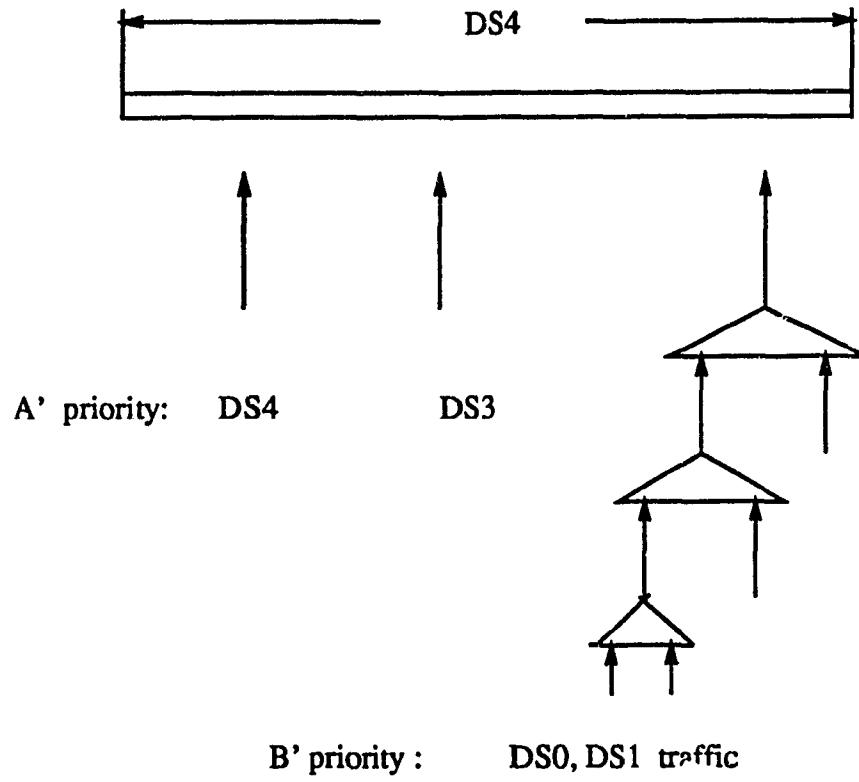 DS4
A' priority: DS4 DS3
B' priority : DS0, DS1 traffic